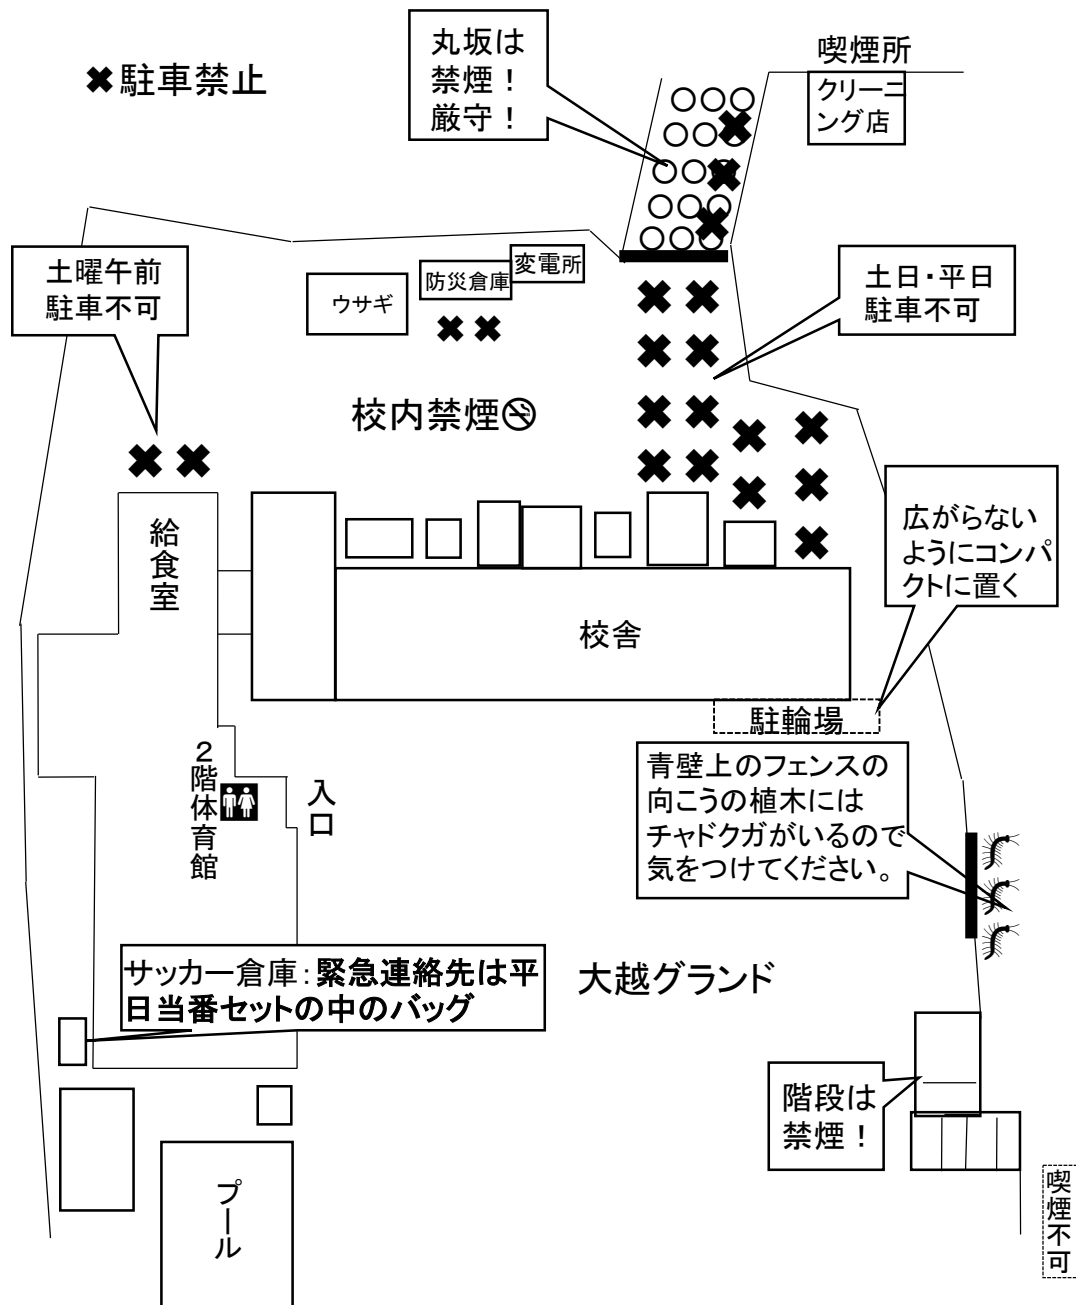 丸坂は
禁煙！
厳守！
喫煙所
クリーニ
ング店
✖駐車禁止
土曜午前
駐車不可
ウサギ
防災倉庫
変電所
土日・平日
駐車不可
校内禁煙
広がらない
ようにコンパ
クトに置く
給食室
校舎
駐輪場
２階体育館
入口
青壁上のフェンスの
向こうの植木には
チャドクガがいるので
気をつけてください。
サッカー倉庫：緊急連絡先は平
日当番セットの中のバッグ
大越グランド
階段は
禁煙！
プール
喫煙不可